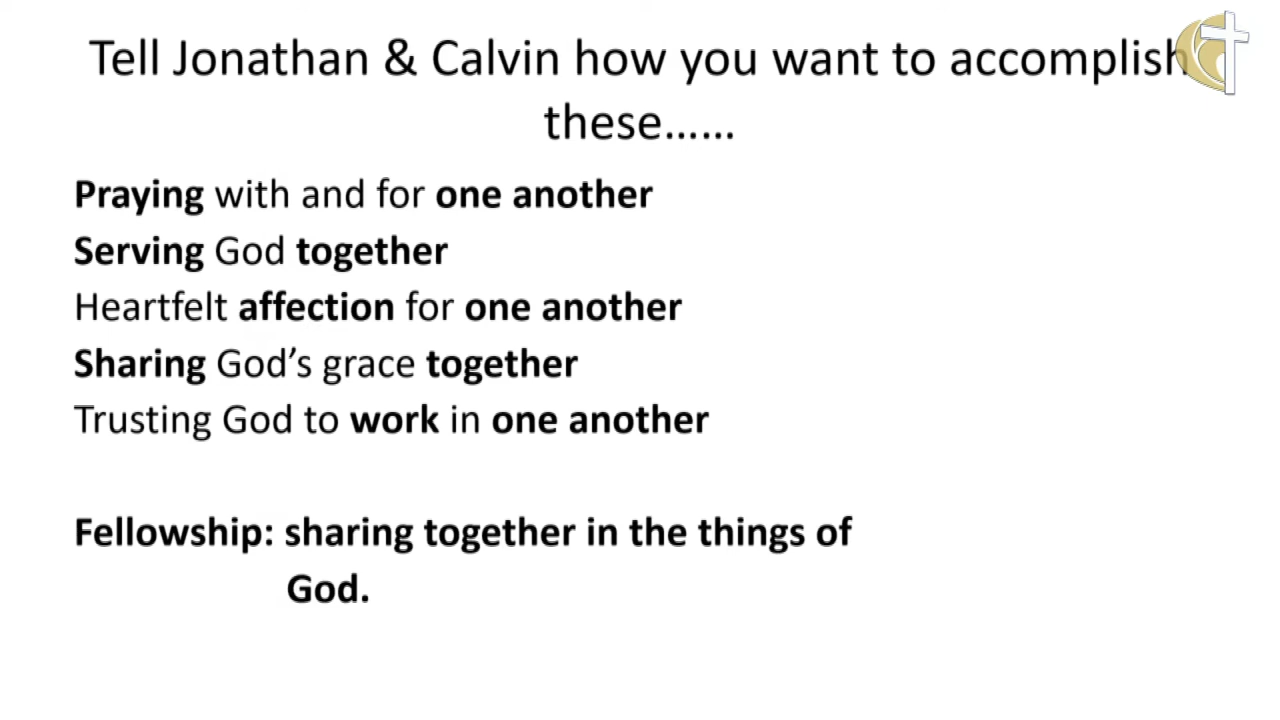 Tell Jonathan & Calvin how you want to accomplish
these......
Praying with and for one another
Serving God together
Heartfelt affection for one another
Sharing God's grace together
Trusting God to work in one another
Fellowship: sharing together in the things of
God.